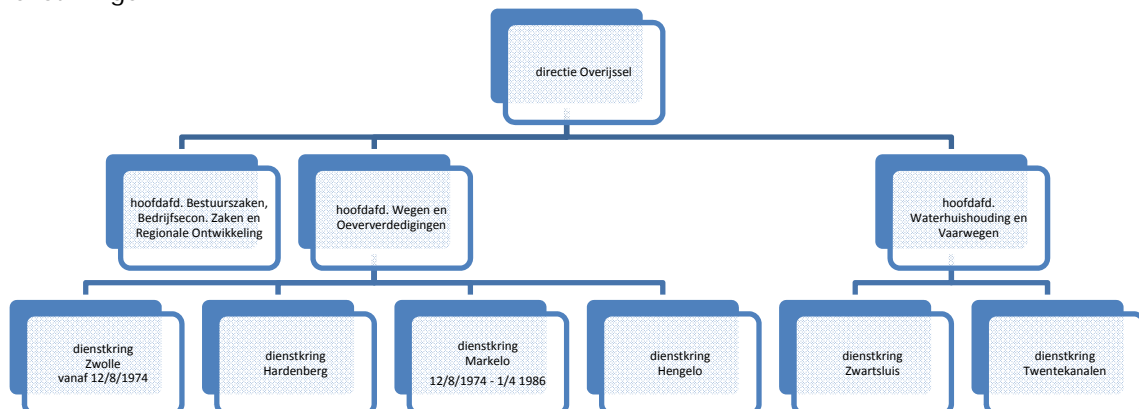 directie Overijssel
hoofdafd. Bestuurszaken,
Bedrijfsecon. Zaken en
Regionale Ontwikkeling
hoofdafd. Wegen en
Oeververdedigingen
hoofdafd.
Waterhuishouding en
Vaarwegen
dienstkring
Zwolle
vanaf 12/8/1974
dienstkring
Hardenberg
dienstkring
Markelo
12/8/1974 - 1/4 1986
dienstkring
Hengelo
dienstkring
Zwartsluis
dienstkring
Twentekanalen